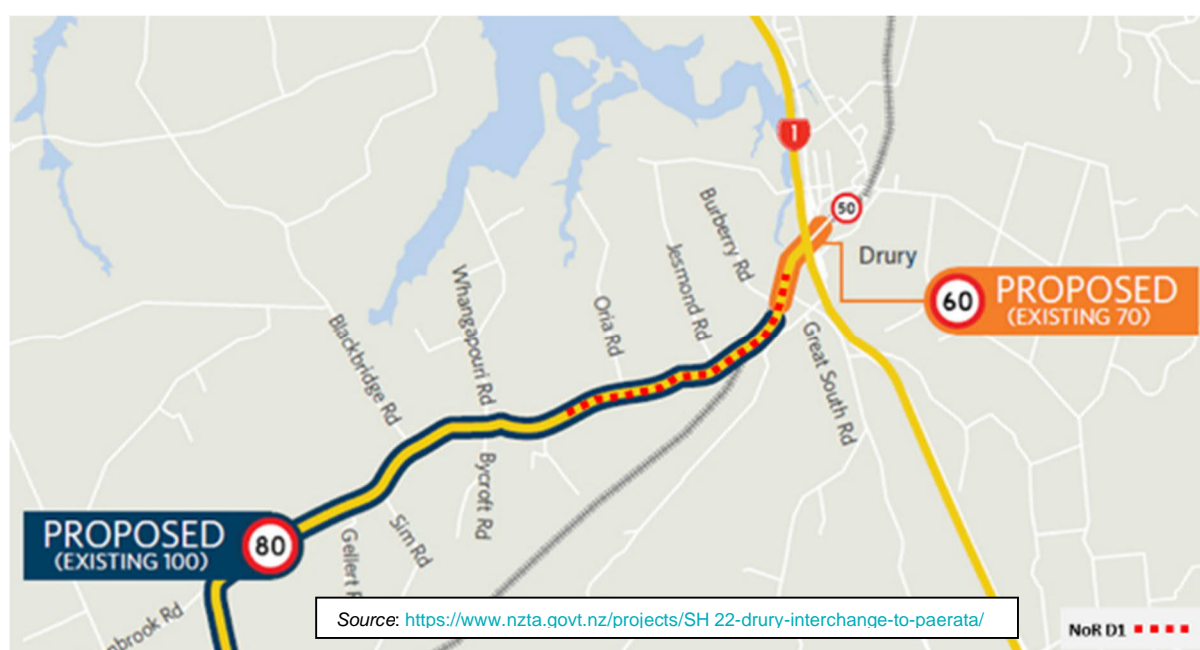 1
50
Burberry Rd
Drury
Jesmond Rd
60
PROPOSED
(EXISTING 70)
Whangapouri Rd
Oria Rd
Blackbridge Rd
Great South Rd
Bycroft Rd
PROPOSED
(EXISTING 100)
80
Sim Rd
Gellert R
nbrook Rd
Source: https://www.nzta.govt.nz/projects/SH 22-drury-interchange-to-paerata/
NoR D1